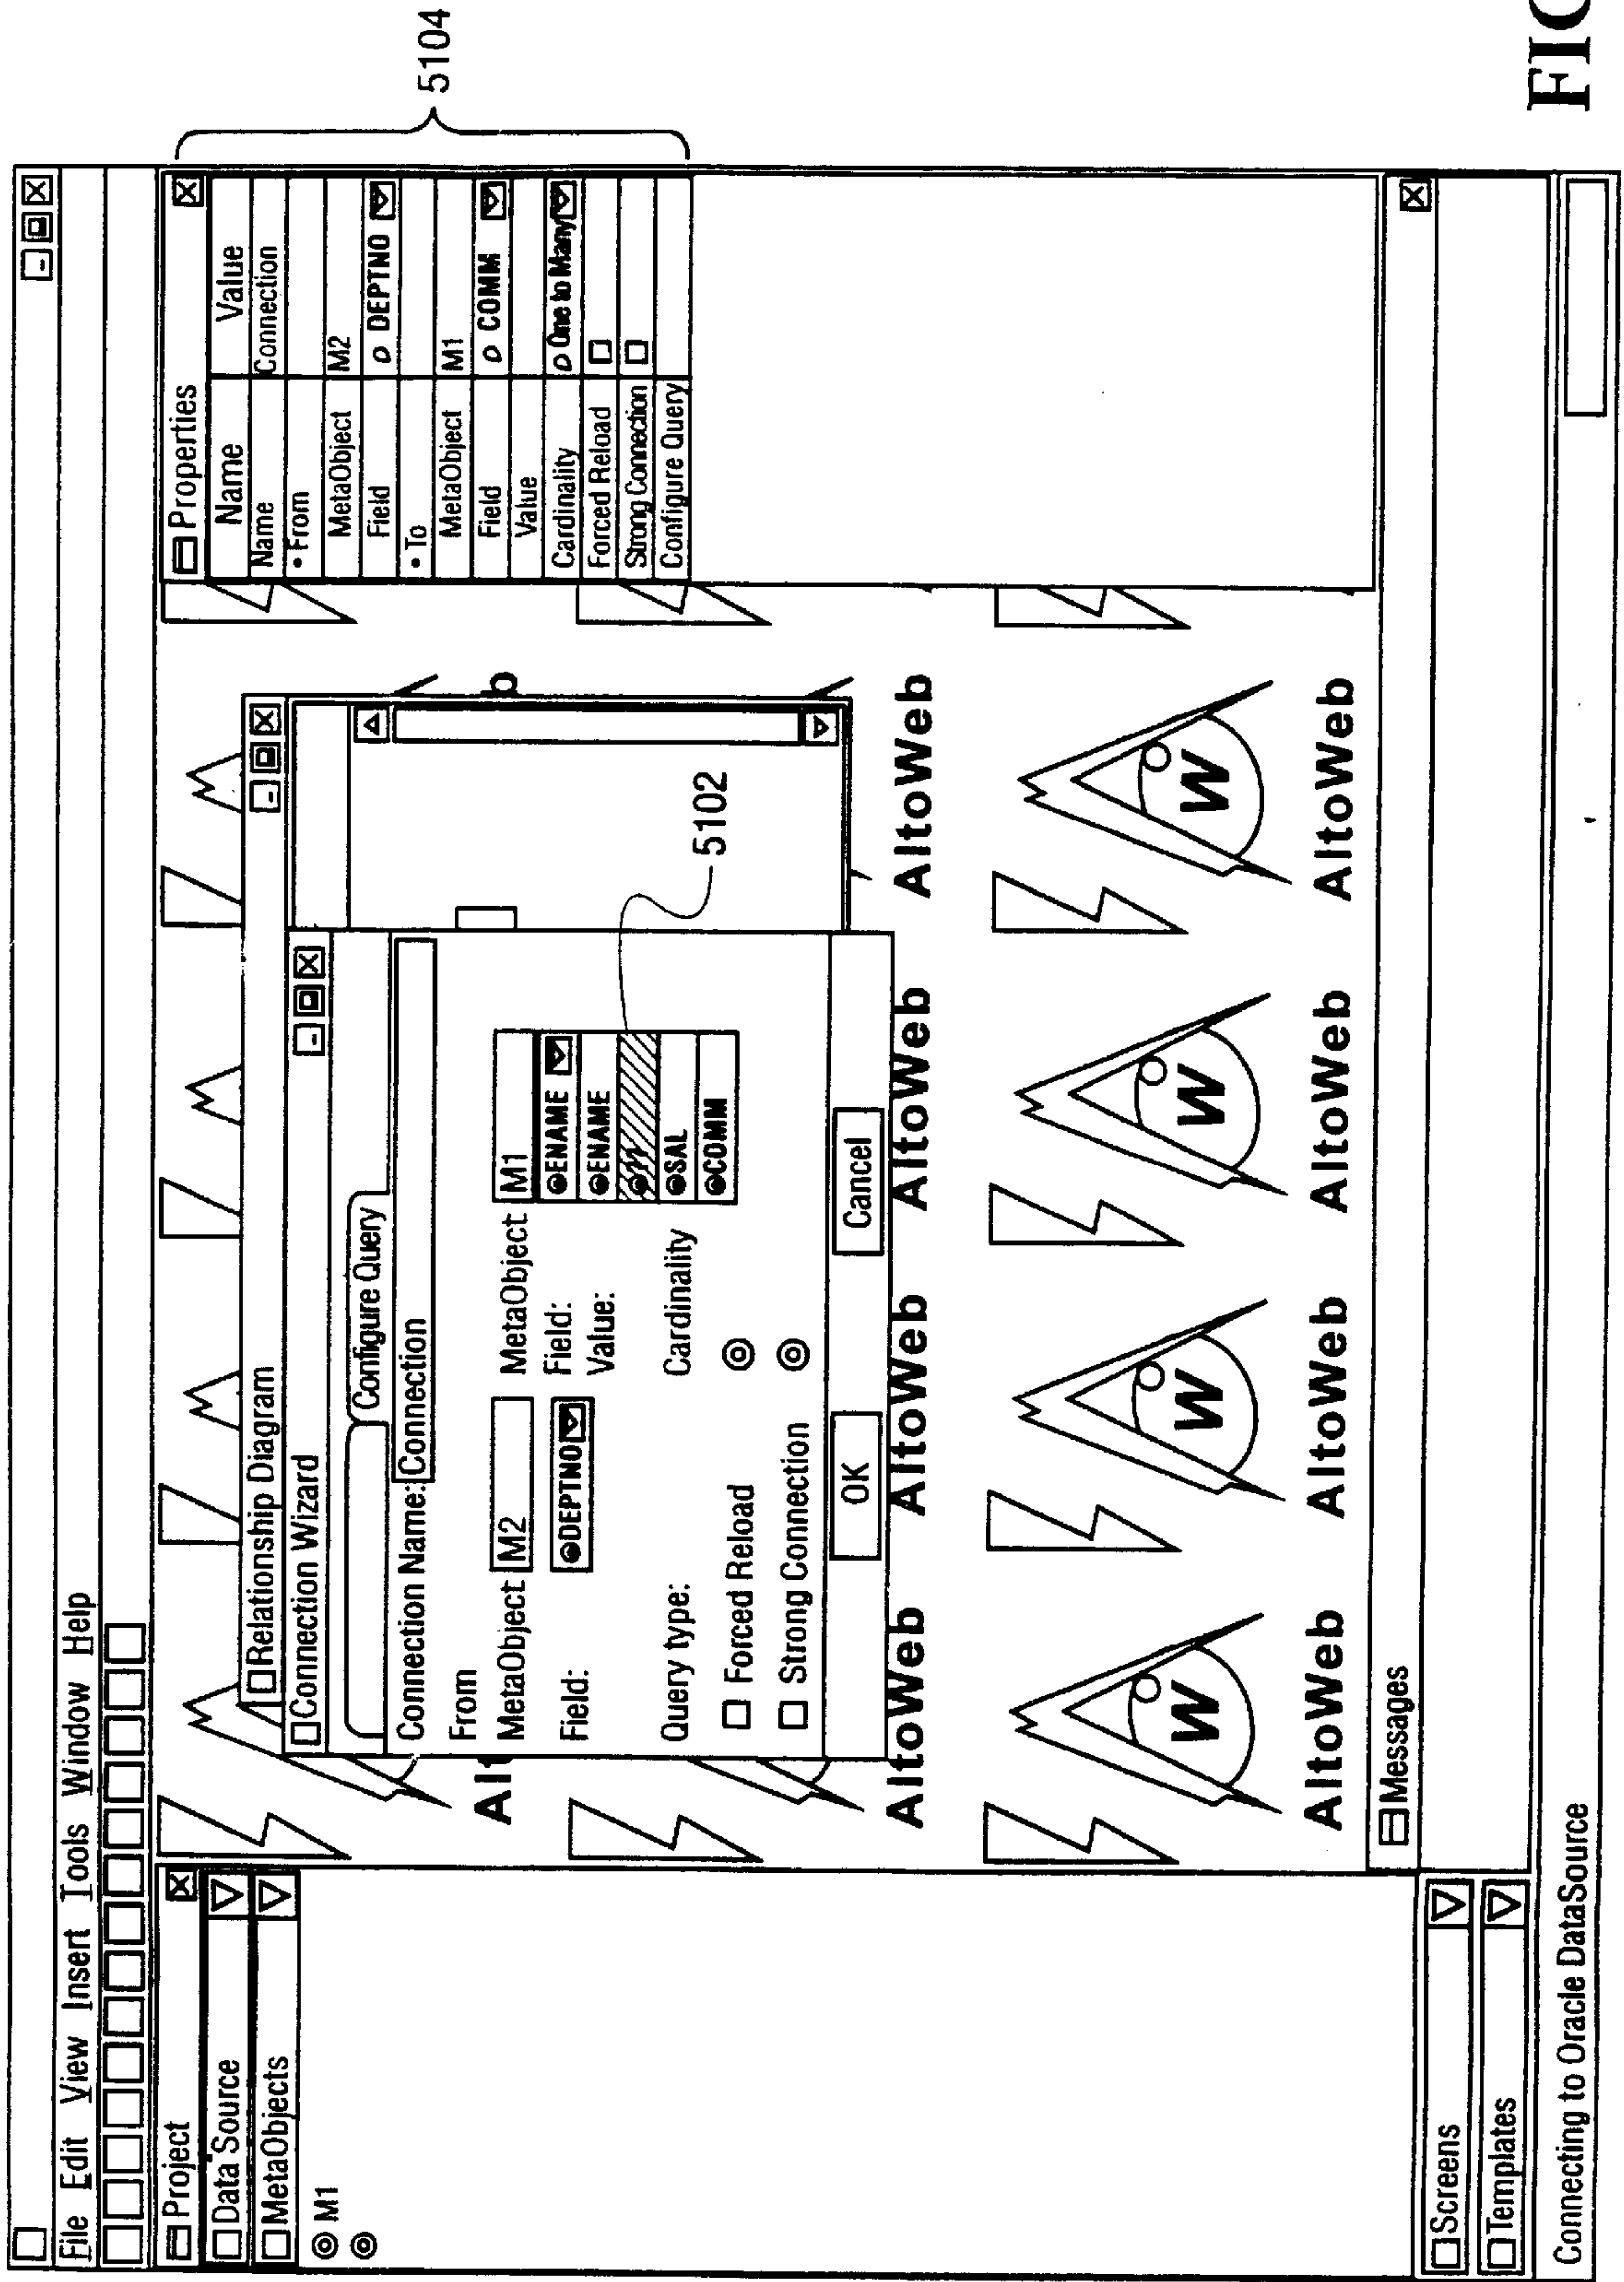 File Edit View Insert Tools Window Help
Project
Data Source
MetaObjects
M1
Screens
Templates
Relationship Diagram
Connection Wizard
Configure Query
Connection Name: Connection
From
MetaObject M2 MetaObject M1
Field: DEPTNO Field: ENAME
Value: ENAME
SAL
Query type: Cardinality COMM
Forced Reload
Strong Connection
OK Cancel
5102
Properties
Name Value
Name Connection
• From
MetaObject M2
Field DEPTNO
• To
MetaObject M1
Field COMM
Value
Cardinality One to Many
Forced Reload
Strong Connection
Configure Query
5104
b
Al
AltoWeb AltoWeb AltoWeb AltoWeb
W W W W
AltoWeb AltoWeb AltoWeb AltoWeb
Messages
Connecting to Oracle DataSource